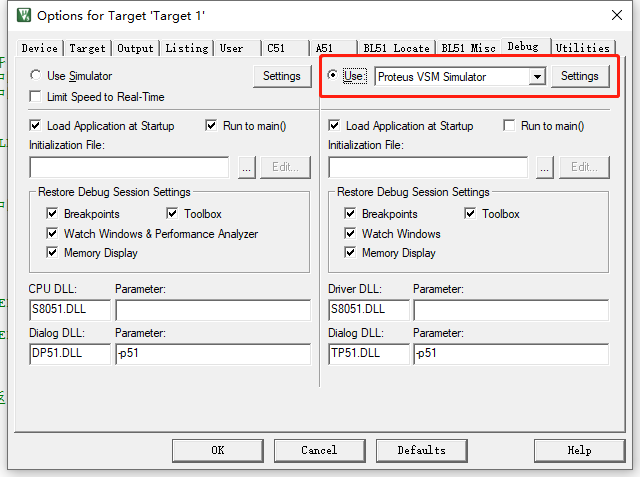 Options for Target 'Target 1'
Device Target Output Listing User C51 A51 BL51 Locate BL51 Misc Debug Utilities
Use Simulator Settings
Limit Speed to Real-Time
Use: Proteus VSM Simulator Settings
Load Application at Startup Run to main()
Initialization File:
... Edit...
Load Application at Startup Run to main()
Initialization File:
... Edit...
Restore Debug Session Settings
Breakpoints Toolbox
Watch Windows & Performance Analyzer
Memory Display
Restore Debug Session Settings
Breakpoints Toolbox
Watch Windows
Memory Display
CPU DLL: Parameter:
S8051.DLL
Dialog DLL: Parameter:
DP51.DLL -p51
Driver DLL: Parameter:
S8051.DLL
Dialog DLL: Parameter:
TP51.DLL -p51
OK Cancel Defaults Help